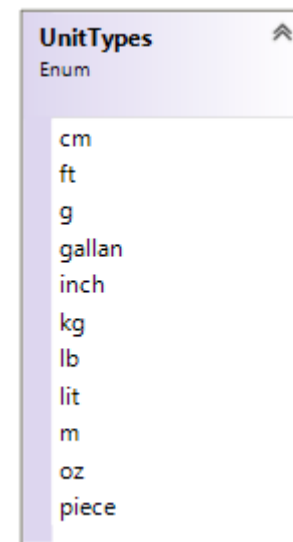 UnitTypes
Enum
cm
ft
g
gallan
inch
kg
lb
lit
m
oz
piece